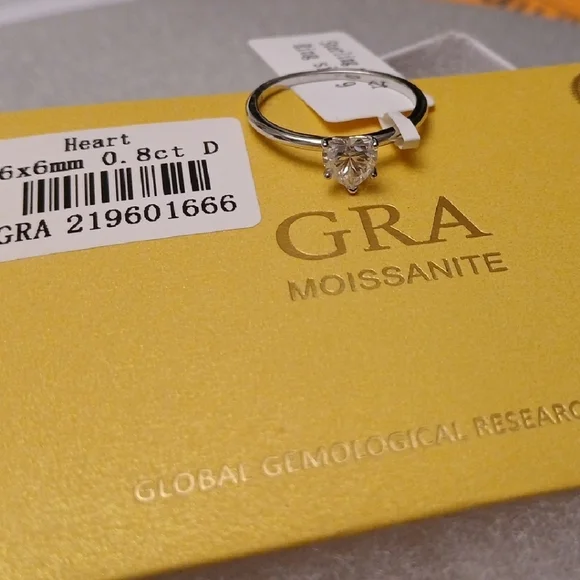 Heart
6x6mm 0.8ct D
GRA 219601666
GRA
MOISSANITE
GLOBAL GEMOLOGICAL RESEARC